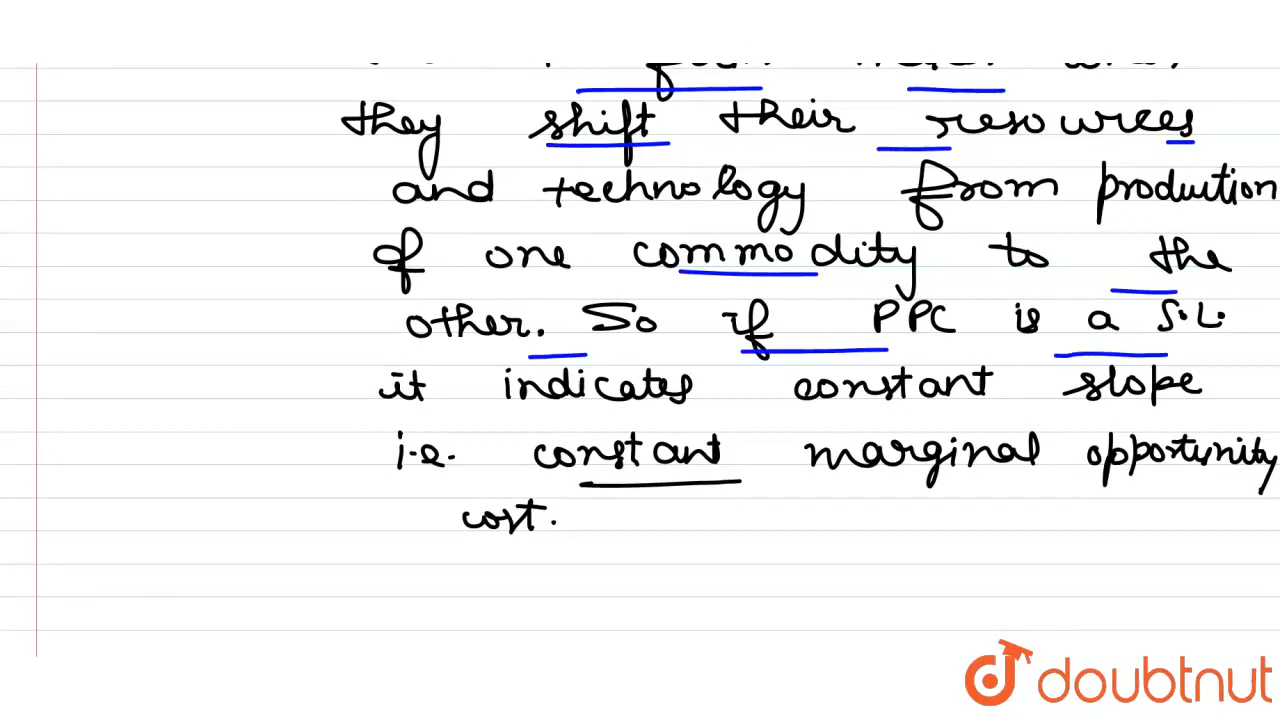 they shift their resources
and technology from production
of one commodity to the
other. So if PPC is a S.L.
it indicates constant slope
i.e. constant marginal opportunity
cost.
doubtnut